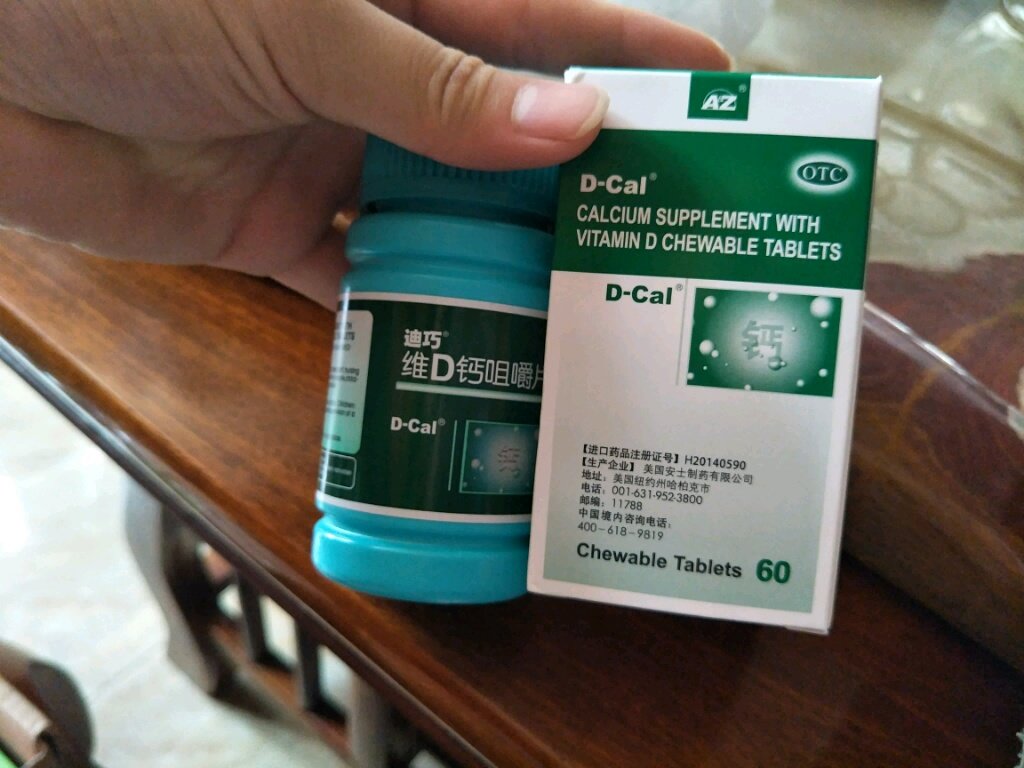 AZ®
OTC
D-Cal®
CALCIUM SUPPLEMENT WITH
VITAMIN D CHEWABLE TABLETS
D-Cal®
钙
【进口药品注册证号】H20140590
【生产企业】 美国安士制药有限公司
地址：美国纽约州哈柏克市
电话：001-631-952-3800
邮编：11788
中国境内咨询电话：
400-618-9819
Chewable Tablets 60
迪巧®
维D钙咀嚼片
D-Cal®
钙